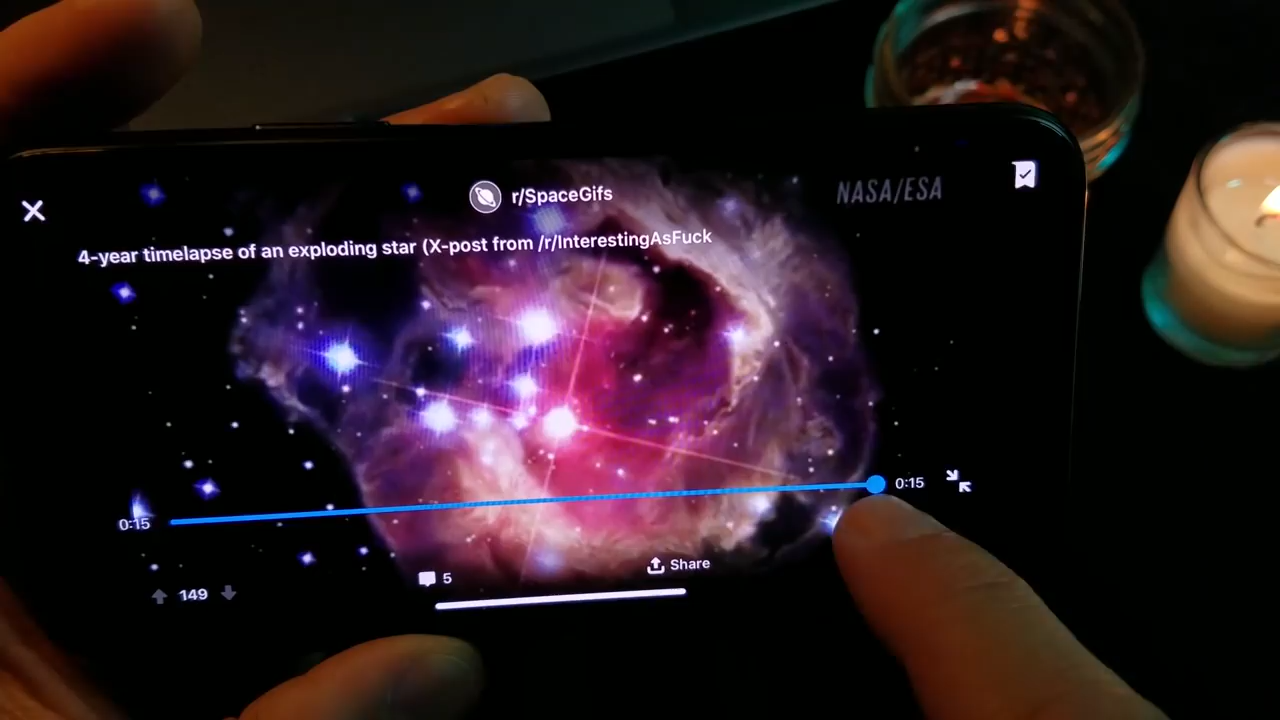 r/SpaceGifs
NASA/ESA
4-year timelapse of an exploding star (X-post from /r/InterestingAsFuck
0:15
0:15
149
5
Share